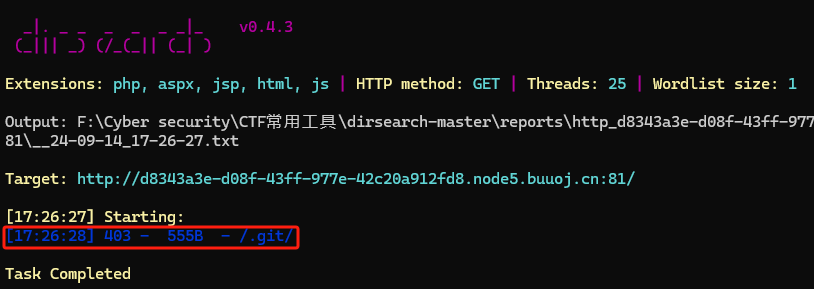 _|. _ _  _  _  _ _|_    v0.4.3
(_||| _) (/_(_|| (_| )
Extensions: php, aspx, jsp, html, js | HTTP method: GET | Threads: 25 | Wordlist size: 1
Output: F:\Cyber security\CTF常用工具\dirsearch-master\reports\http_d8343a3e-d08f-43ff-977
81\__24-09-14_17-26-27.txt
Target: http://d8343a3e-d08f-43ff-977e-42c20a912fd8.node5.buuoj.cn:81/
[17:26:27] Starting:
[17:26:28] 403 -  555B  - /.git/
Task Completed